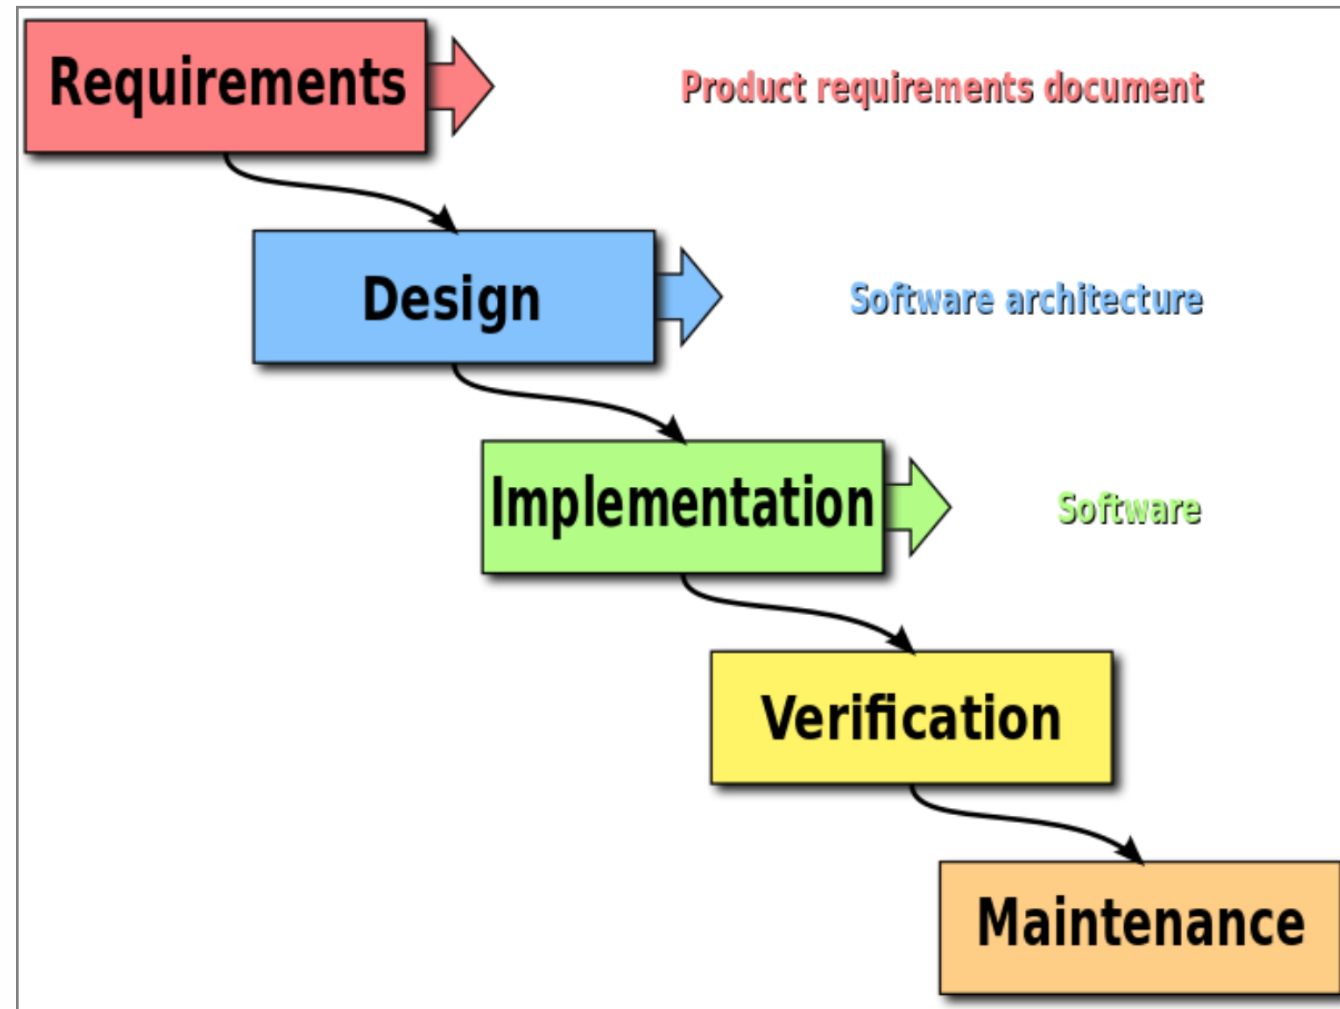 Requirements
Product requirements document
Design
Software architecture
Implementation
Software
Verification
Maintenance